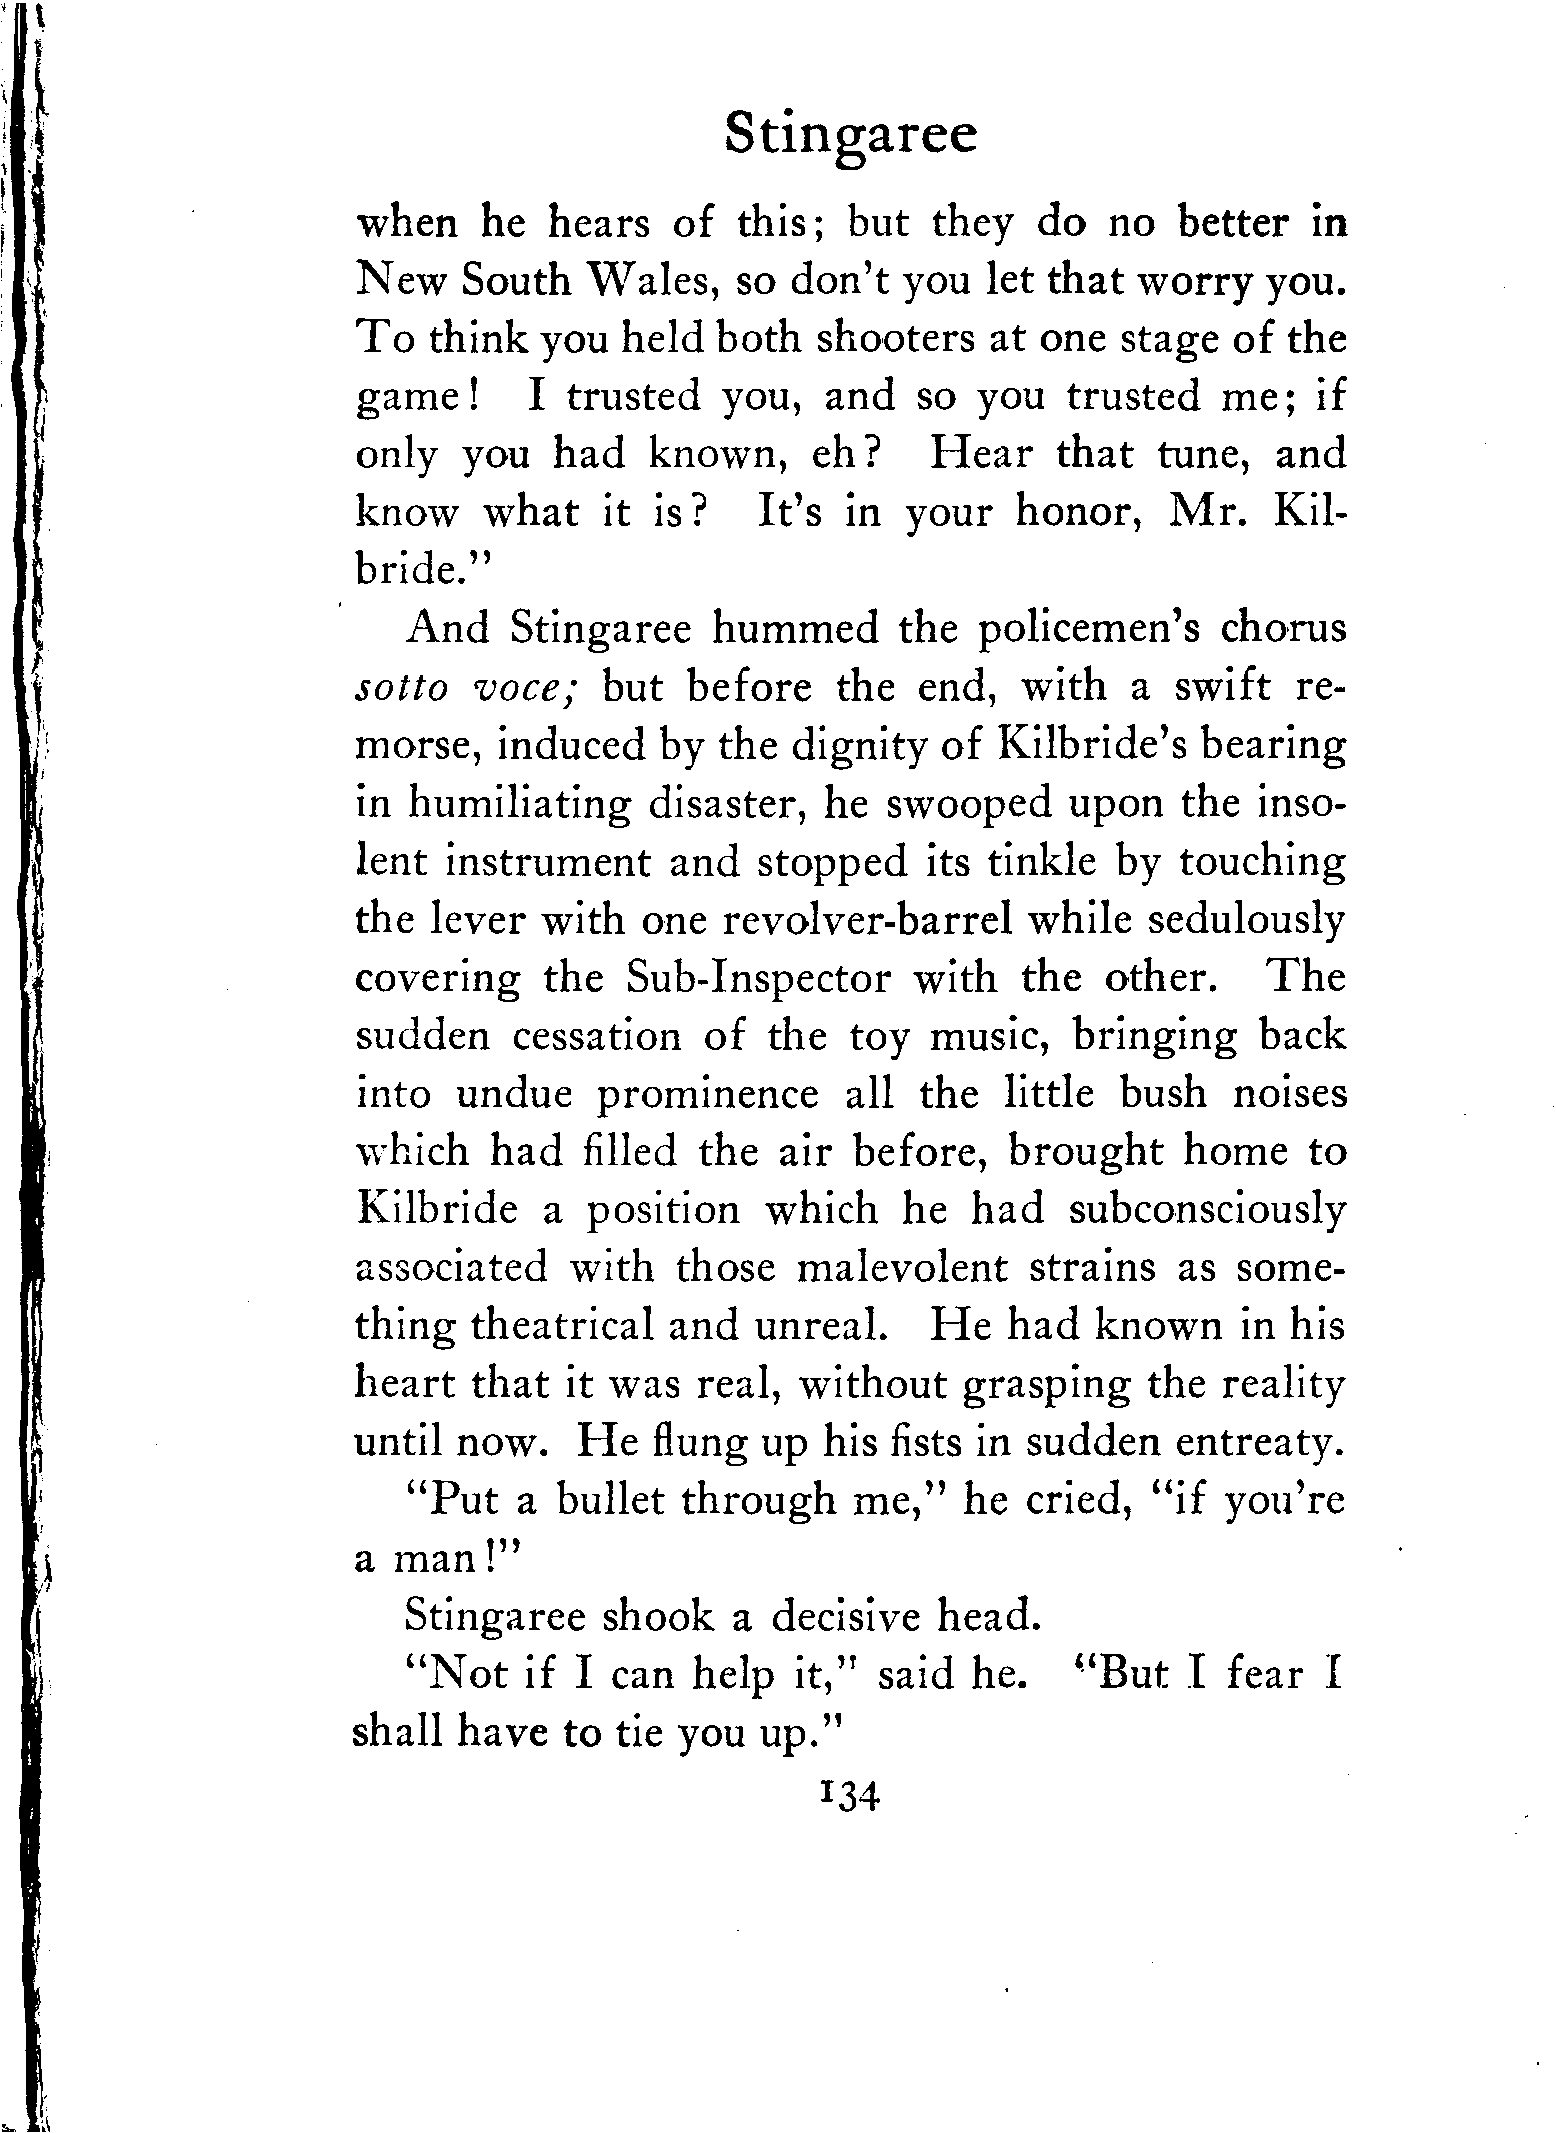 Stingaree
when he hears of this; but they do no better in
New South Wales, so don't you let that worry you.
To think you held both shooters at one stage of the
game! I trusted you, and so you trusted me; if
only you had known, eh? Hear that tune, and
know what it is? It's in your honor, Mr. Kil-
bride."
And Stingaree hummed the policemen's chorus
sotto voce; but before the end, with a swift re-
morse, induced by the dignity of Kilbride's bearing
in humiliating disaster, he swooped upon the inso-
lent instrument and stopped its tinkle by touching
the lever with one revolver-barrel while sedulously
covering the Sub-Inspector with the other. The
sudden cessation of the toy music, bringing back
into undue prominence all the little bush noises
which had filled the air before, brought home to
Kilbride a position which he had subconsciously
associated with those malevolent strains as some-
thing theatrical and unreal. He had known in his
heart that it was real, without grasping the reality
until now. He flung up his fists in sudden entreaty.
"Put a bullet through me," he cried, "if you're
a man!"
Stingaree shook a decisive head.
"Not if I can help it," said he. "But I fear I
shall have to tie you up."
134